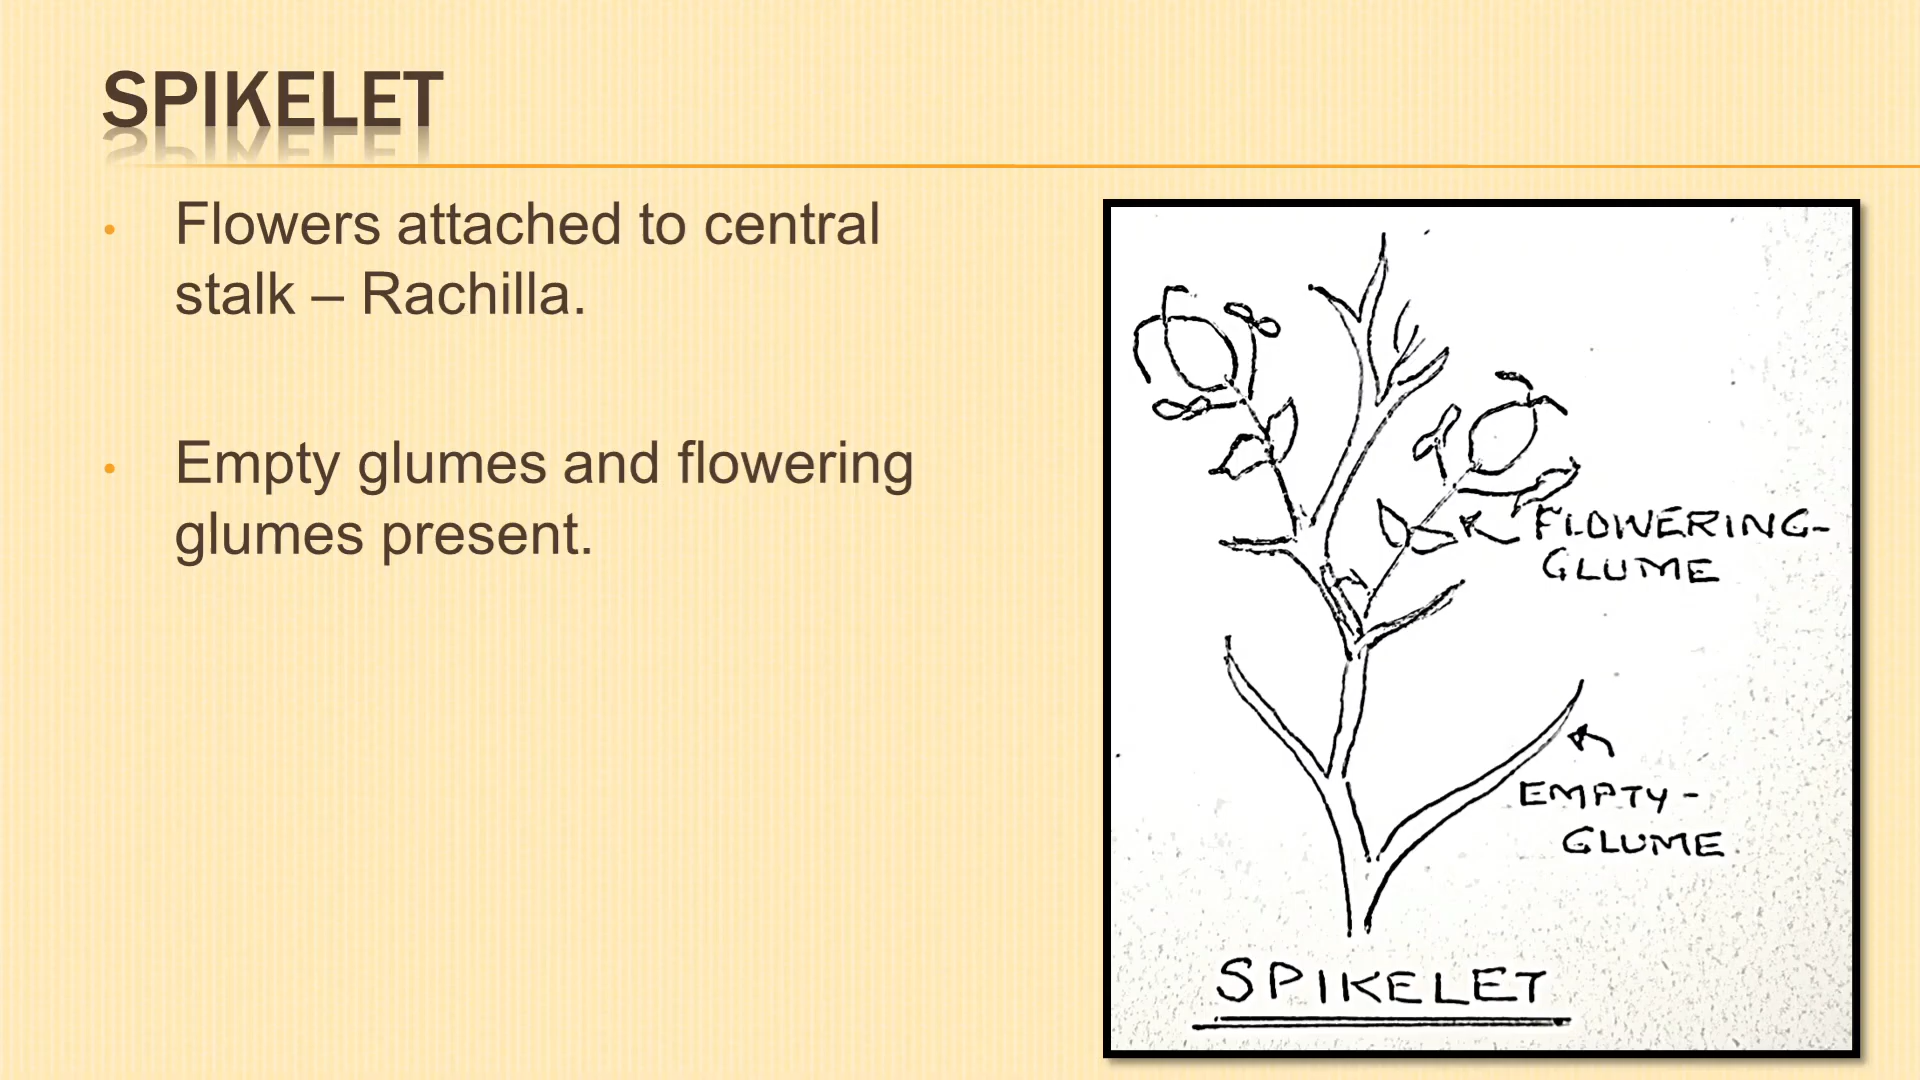 SPIKELET
• Flowers attached to central
stalk – Rachilla.
• Empty glumes and flowering
glumes present.
FLOWERING-
GLUME
EMPTY-
GLUME
SPIKELET